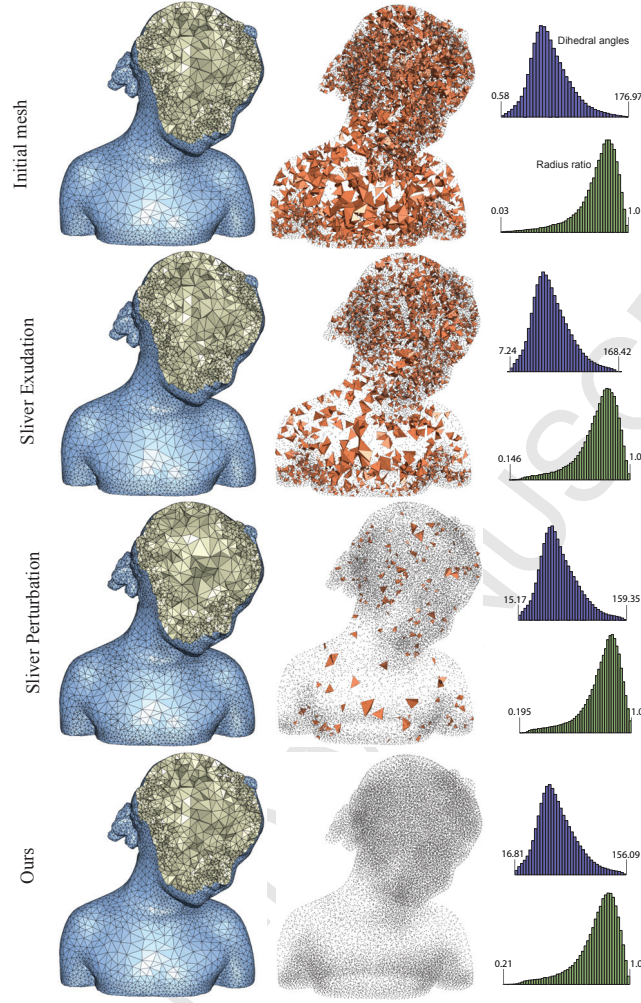 Initial mesh
Dihedral angles
0.58
176.97
Radius ratio
0.03
1.0
Sliver Exudation
7.24
168.42
0.146
1.0
Sliver Perturbation
15.17
159.35
0.195
1.0
Ours
16.81
156.09
0.21
1.0